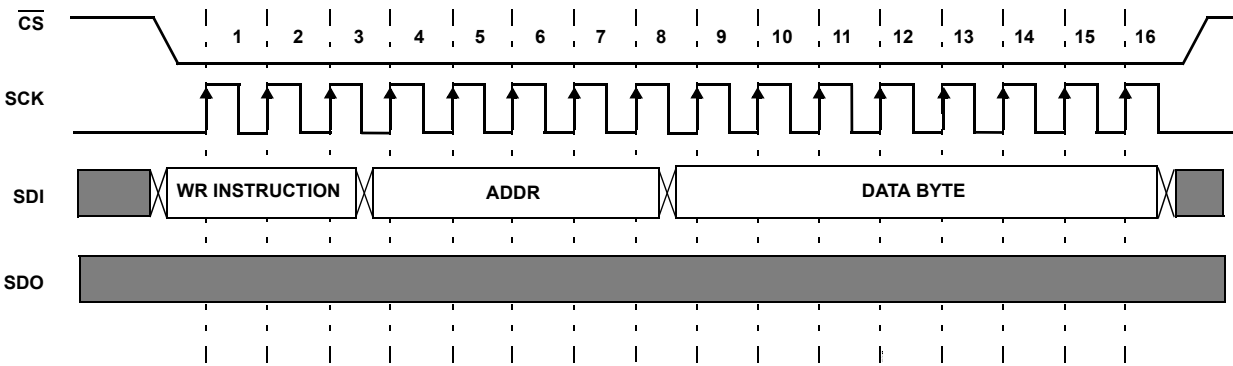 CS
1 2 3 4 5 6 7 8 9 10 11 12 13 14 15 16
SCK
SDI
WR INSTRUCTION ADDR DATA BYTE
SDO